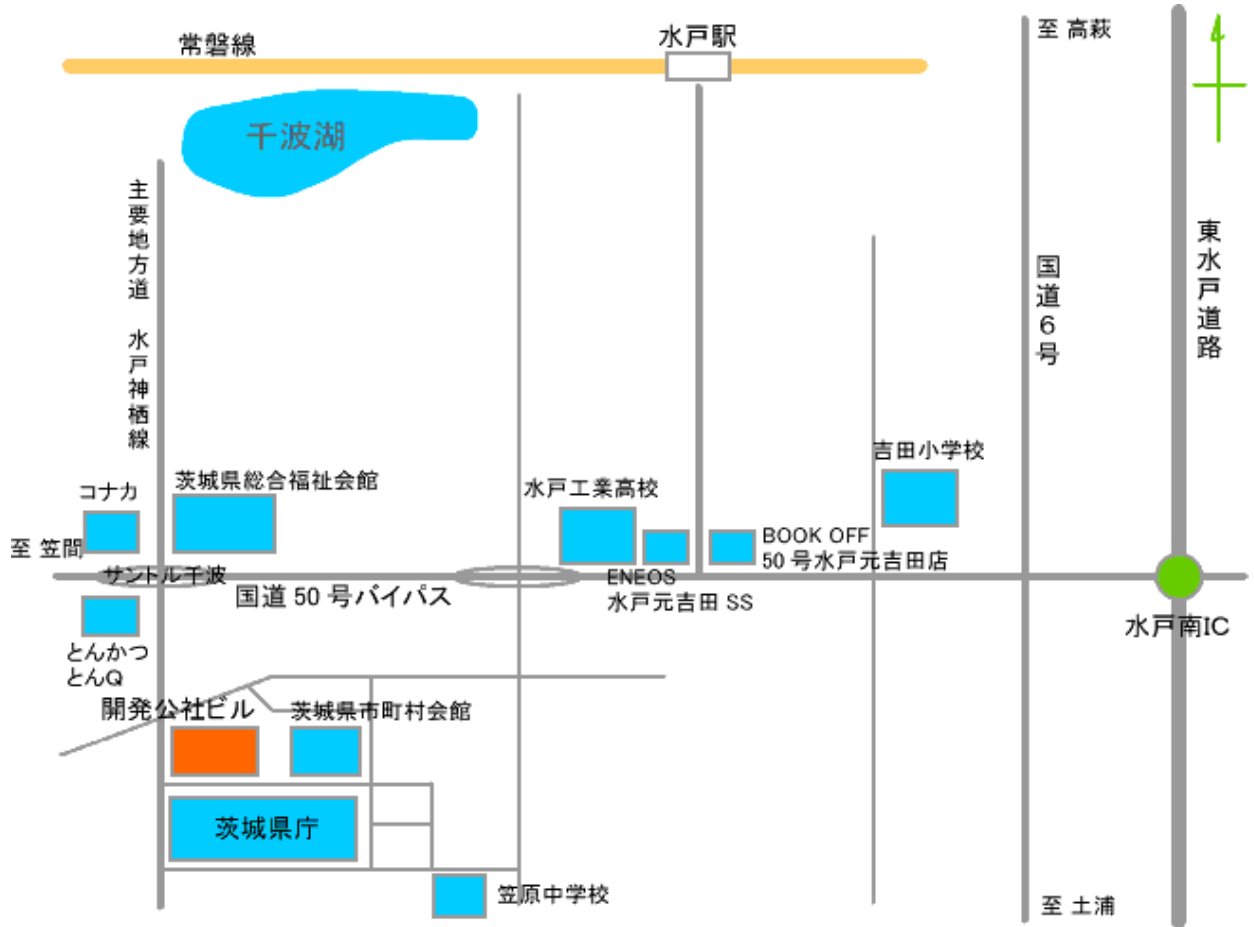 常磐線
水戸駅
至 高萩
千波湖
主要地方道 水戸神栖線
東水戸道路
国道6号
吉田小学校
コナカ
茨城県総合福祉会館
水戸工業高校
BOOK OFF
50号水戸元吉田店
至 笠間
サントル千波
国道50号バイパス
ENEOS
水戸元吉田SS
水戸南IC
とんかつ
とんQ
開発公社ビル
茨城県市町村会館
茨城県庁
笠原中学校
至 土浦